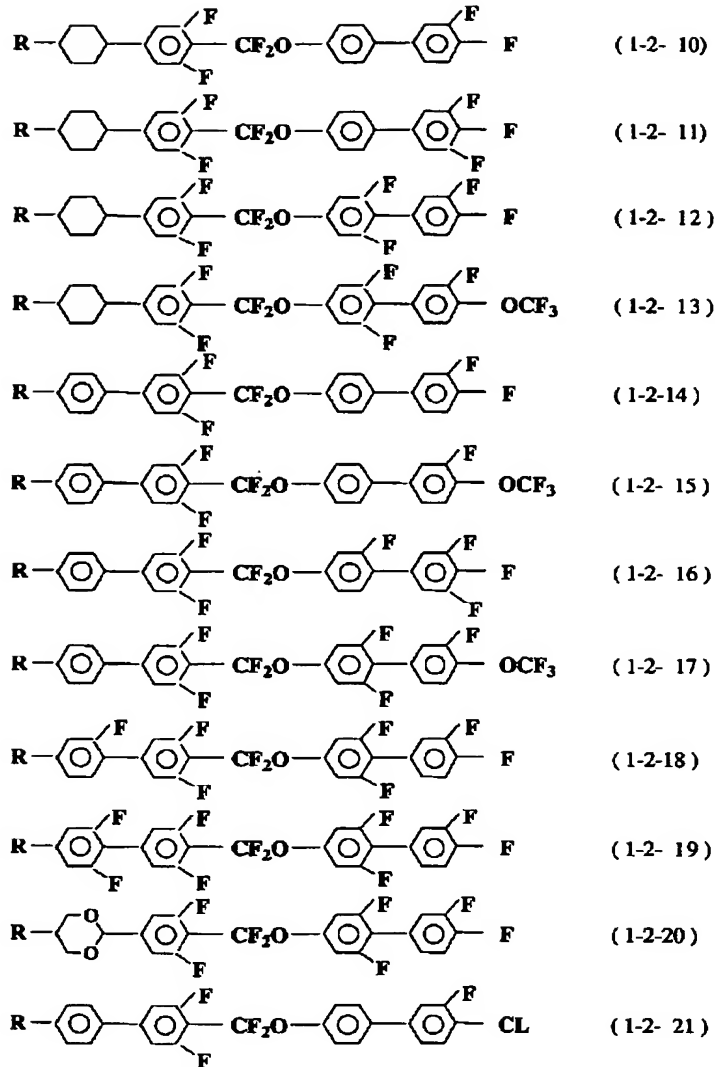 F F
R CF₂O F (1-2- 10)
F
F F
R CF₂O F (1-2- 11)
F F
F F F
R CF₂O F (1-2- 12)
F F
F F F
R CF₂O OCF₃ (1-2- 13)
F F
F F
R CF₂O F (1-2-14)
F
F F
R CF₂O OCF₃ (1-2- 15)
F
F F F
R CF₂O F (1-2- 16)
F F
F F F
R CF₂O OCF₃ (1-2- 17)
F F
F F F F
R CF₂O F (1-2-18)
F F
F F F F
R CF₂O F (1-2- 19)
F F F
O F F F
R CF₂O F (1-2-20)
O F F
F F
R CF₂O CL (1-2- 21)
F